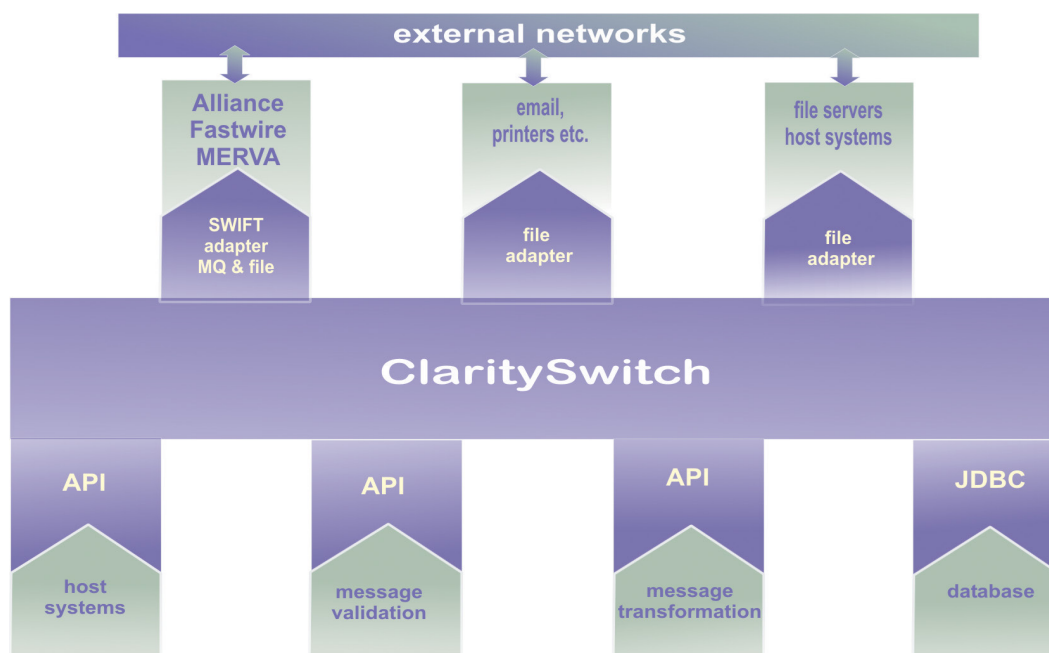 external networks
Alliance
Fastwire
MERVA
email,
printers etc.
file servers
host systems
SWIFT
adapter
MQ & file
file
adapter
file
adapter
ClaritySwitch
API
API
API
JDBC
host
systems
message
validation
message
transformation
database